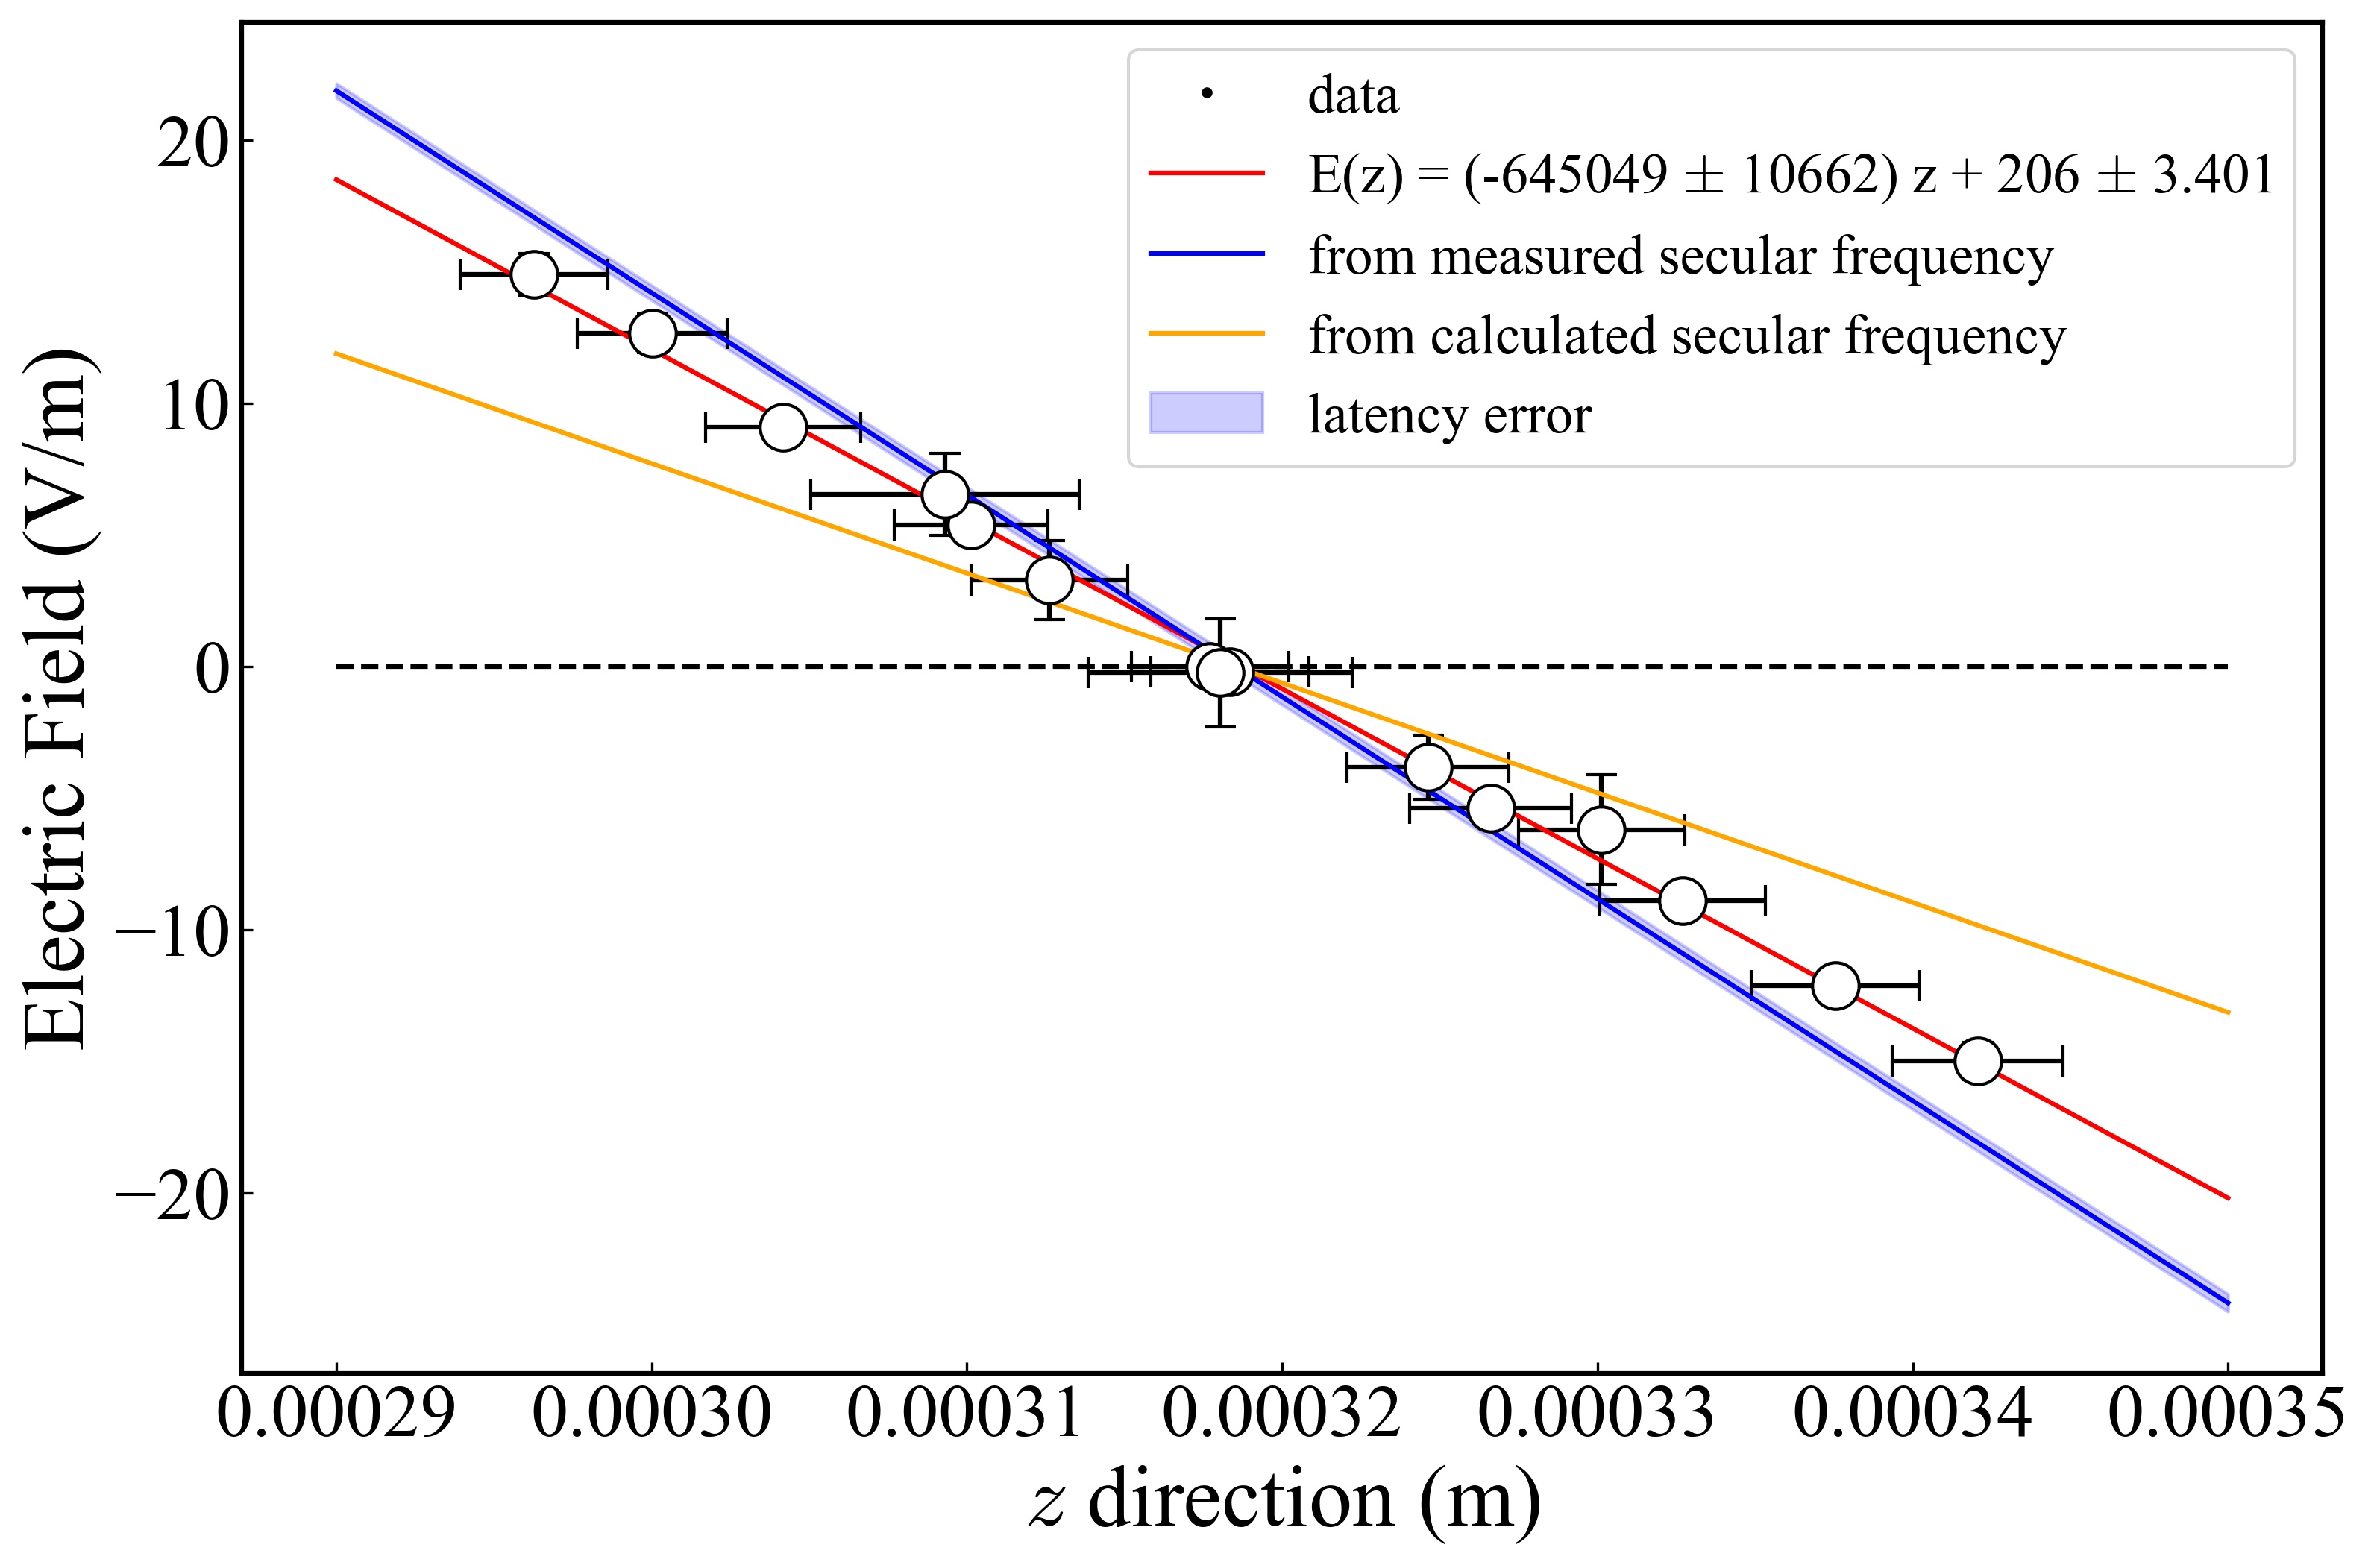 data
E(z) = (-645049 ± 10662) z + 206 ± 3.401
from measured secular frequency
from calculated secular frequency
latency error
Electric Field (V/m)
20
10
0
−10
−20
0.00029 0.00030 0.00031 0.00032 0.00033 0.00034 0.00035
z direction (m)